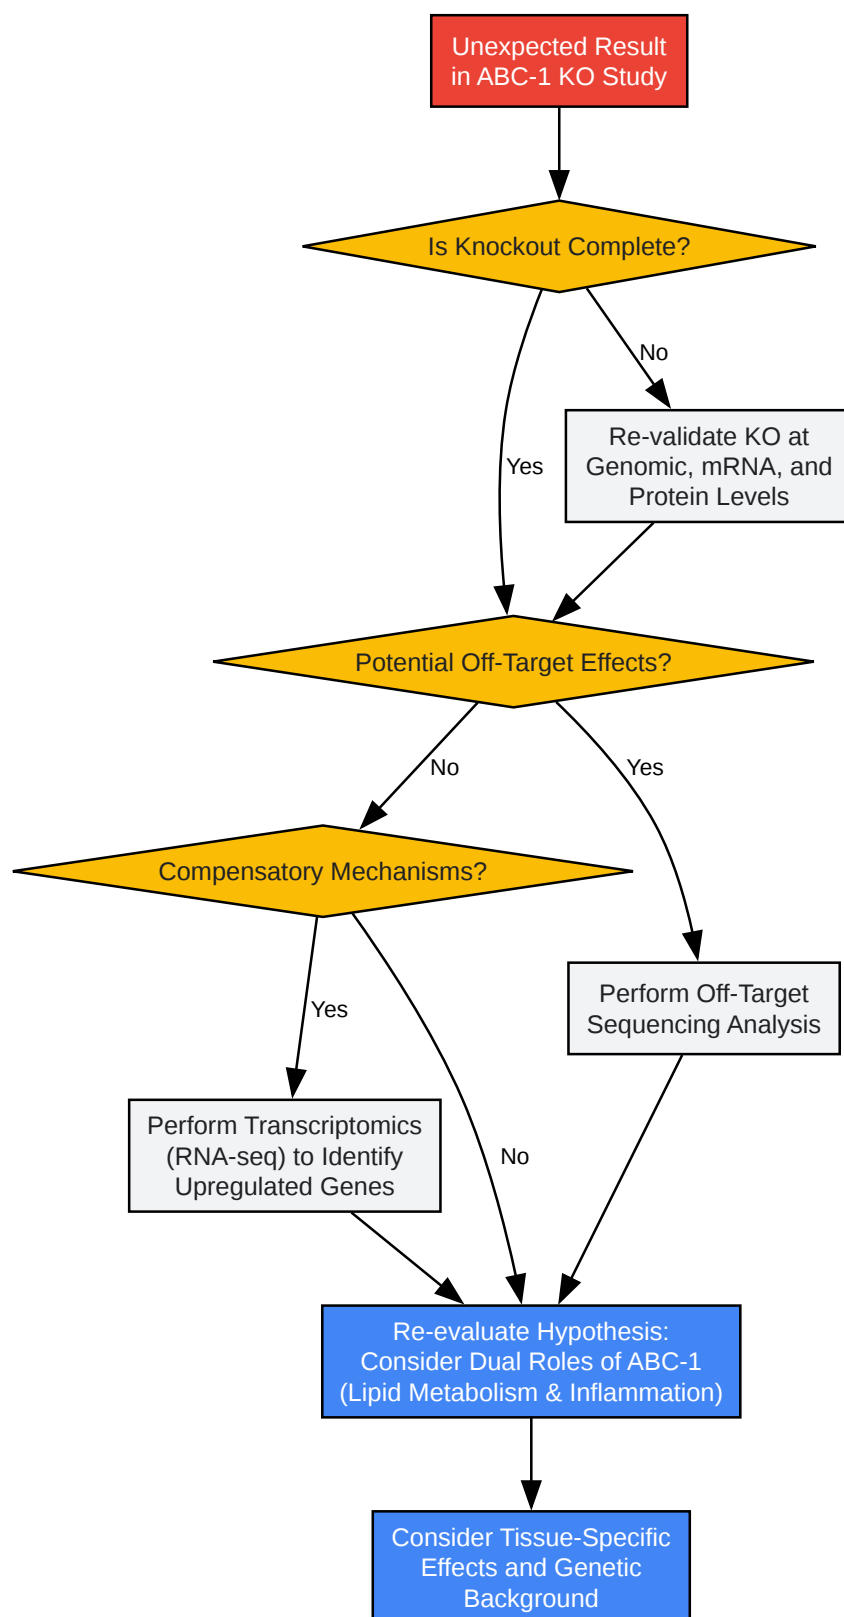 Unexpected Result
in ABC-1 KO Study
Is Knockout Complete?
No
Re-validate KO at
Genomic, mRNA, and
Protein Levels
Yes
Potential Off-Target Effects?
No
Yes
Compensatory Mechanisms?
Perform Off-Target
Sequencing Analysis
Yes
Perform Transcriptomics
(RNA-seq) to Identify
Upregulated Genes
No
Re-evaluate Hypothesis:
Consider Dual Roles of ABC-1
(Lipid Metabolism & Inflammation)
Consider Tissue-Specific
Effects and Genetic
Background